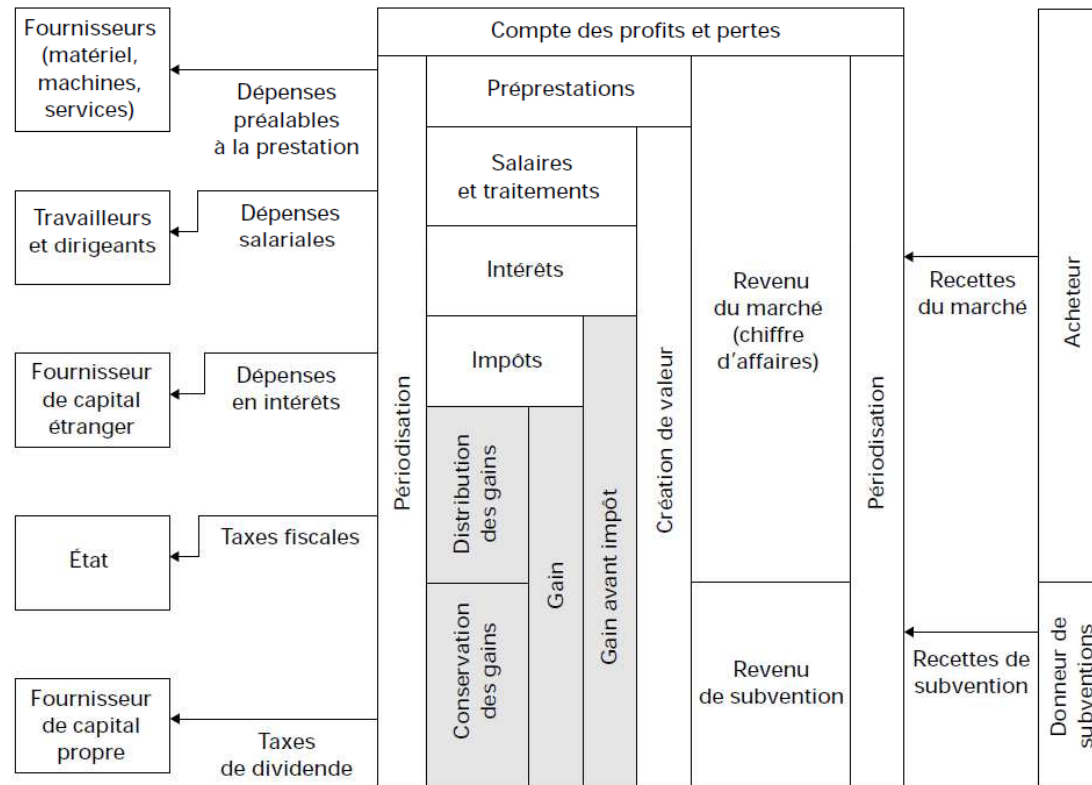 Fournisseurs
(matériel,
machines,
services)
Dépenses
préalables
à la prestation
Travailleurs
et dirigeants
Dépenses
salariales
Fournisseur
de capital
étranger
Dépenses
en intérêts
État
Taxes fiscales
Fournisseur
de capital
propre
Taxes
de dividende
Compte des profits et pertes
Périodisation
Préprestations
Salaires
et traitements
Intérêts
Impôts
Distribution
des gains
Conservation
des gains
Gain
Gain avant impôt
Création de valeur
Revenu
du marché
(chiffre
d’affaires)
Revenu
de subvention
Périodisation
Recettes
du marché
Recettes de
subvention
Acheteur
Donneur de
subventions